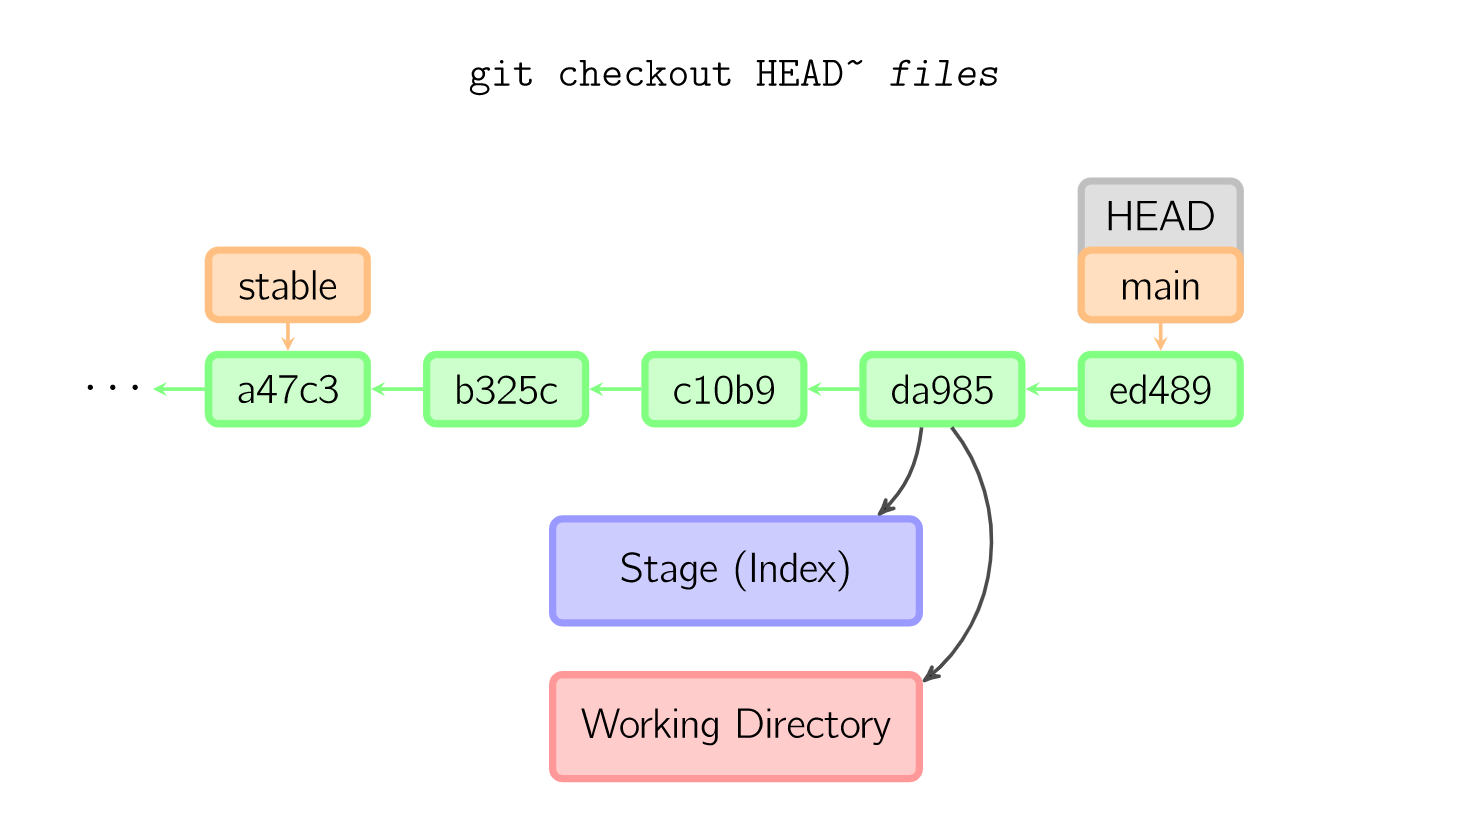 git checkout HEAD~ files
HEAD
stable
main
... a47c3 b325c c10b9 da985 ed489
Stage (Index)
Working Directory